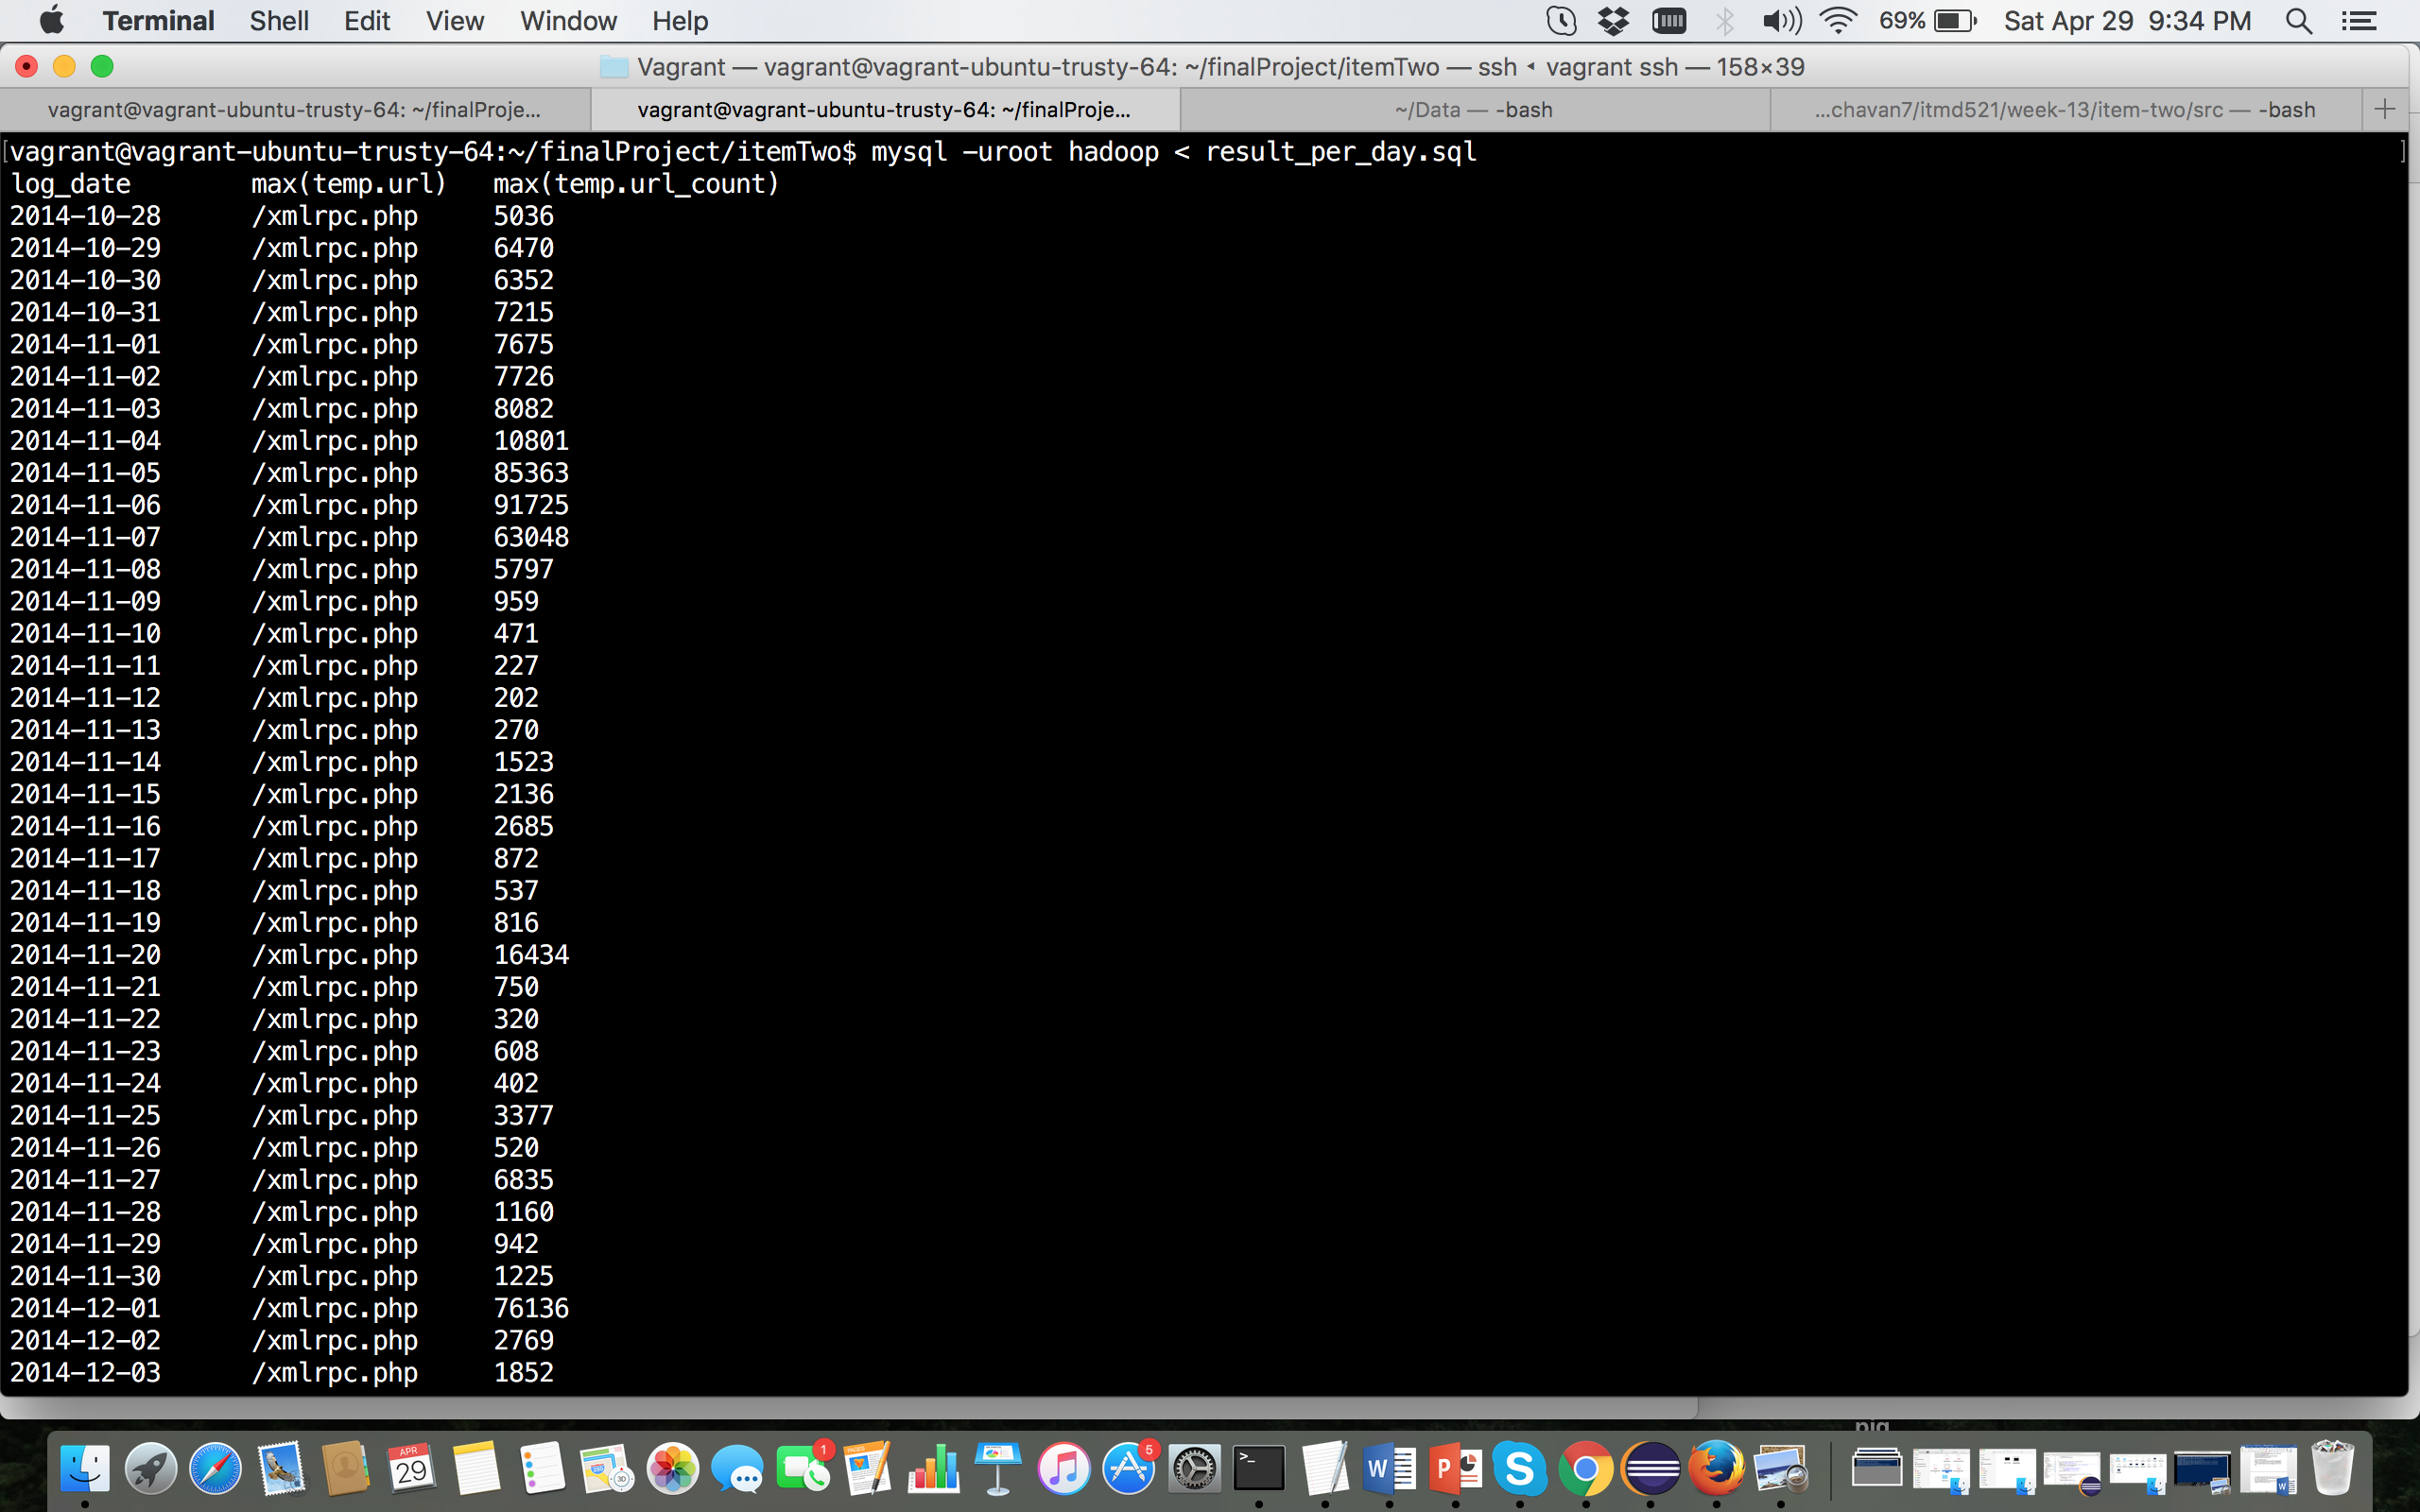 Terminal Shell Edit View Window Help 69% Sat Apr 29 9:34 PM
Vagrant — vagrant@vagrant-ubuntu-trusty-64: ~/finalProject/itemTwo — ssh ◂ vagrant ssh — 158×39
vagrant@vagrant-ubuntu-trusty-64: ~/finalProje... vagrant@vagrant-ubuntu-trusty-64: ~/finalProje... ~/Data — -bash ...chavan7/itmd521/week-13/item-two/src — -bash +
[vagrant@vagrant-ubuntu-trusty-64:~/finalProject/itemTwo$ mysql -uroot hadoop < result_per_day.sql ]
log_date max(temp.url) max(temp.url_count)
2014-10-28 /xmlrpc.php 5036
2014-10-29 /xmlrpc.php 6470
2014-10-30 /xmlrpc.php 6352
2014-10-31 /xmlrpc.php 7215
2014-11-01 /xmlrpc.php 7675
2014-11-02 /xmlrpc.php 7726
2014-11-03 /xmlrpc.php 8082
2014-11-04 /xmlrpc.php 10801
2014-11-05 /xmlrpc.php 85363
2014-11-06 /xmlrpc.php 91725
2014-11-07 /xmlrpc.php 63048
2014-11-08 /xmlrpc.php 5797
2014-11-09 /xmlrpc.php 959
2014-11-10 /xmlrpc.php 471
2014-11-11 /xmlrpc.php 227
2014-11-12 /xmlrpc.php 202
2014-11-13 /xmlrpc.php 270
2014-11-14 /xmlrpc.php 1523
2014-11-15 /xmlrpc.php 2136
2014-11-16 /xmlrpc.php 2685
2014-11-17 /xmlrpc.php 872
2014-11-18 /xmlrpc.php 537
2014-11-19 /xmlrpc.php 816
2014-11-20 /xmlrpc.php 16434
2014-11-21 /xmlrpc.php 750
2014-11-22 /xmlrpc.php 320
2014-11-23 /xmlrpc.php 608
2014-11-24 /xmlrpc.php 402
2014-11-25 /xmlrpc.php 3377
2014-11-26 /xmlrpc.php 520
2014-11-27 /xmlrpc.php 6835
2014-11-28 /xmlrpc.php 1160
2014-11-29 /xmlrpc.php 942
2014-11-30 /xmlrpc.php 1225
2014-12-01 /xmlrpc.php 76136
2014-12-02 /xmlrpc.php 2769
2014-12-03 /xmlrpc.php 1852
pig
APR
29
3D
1
PAGES
5
>_
W
P
S
W